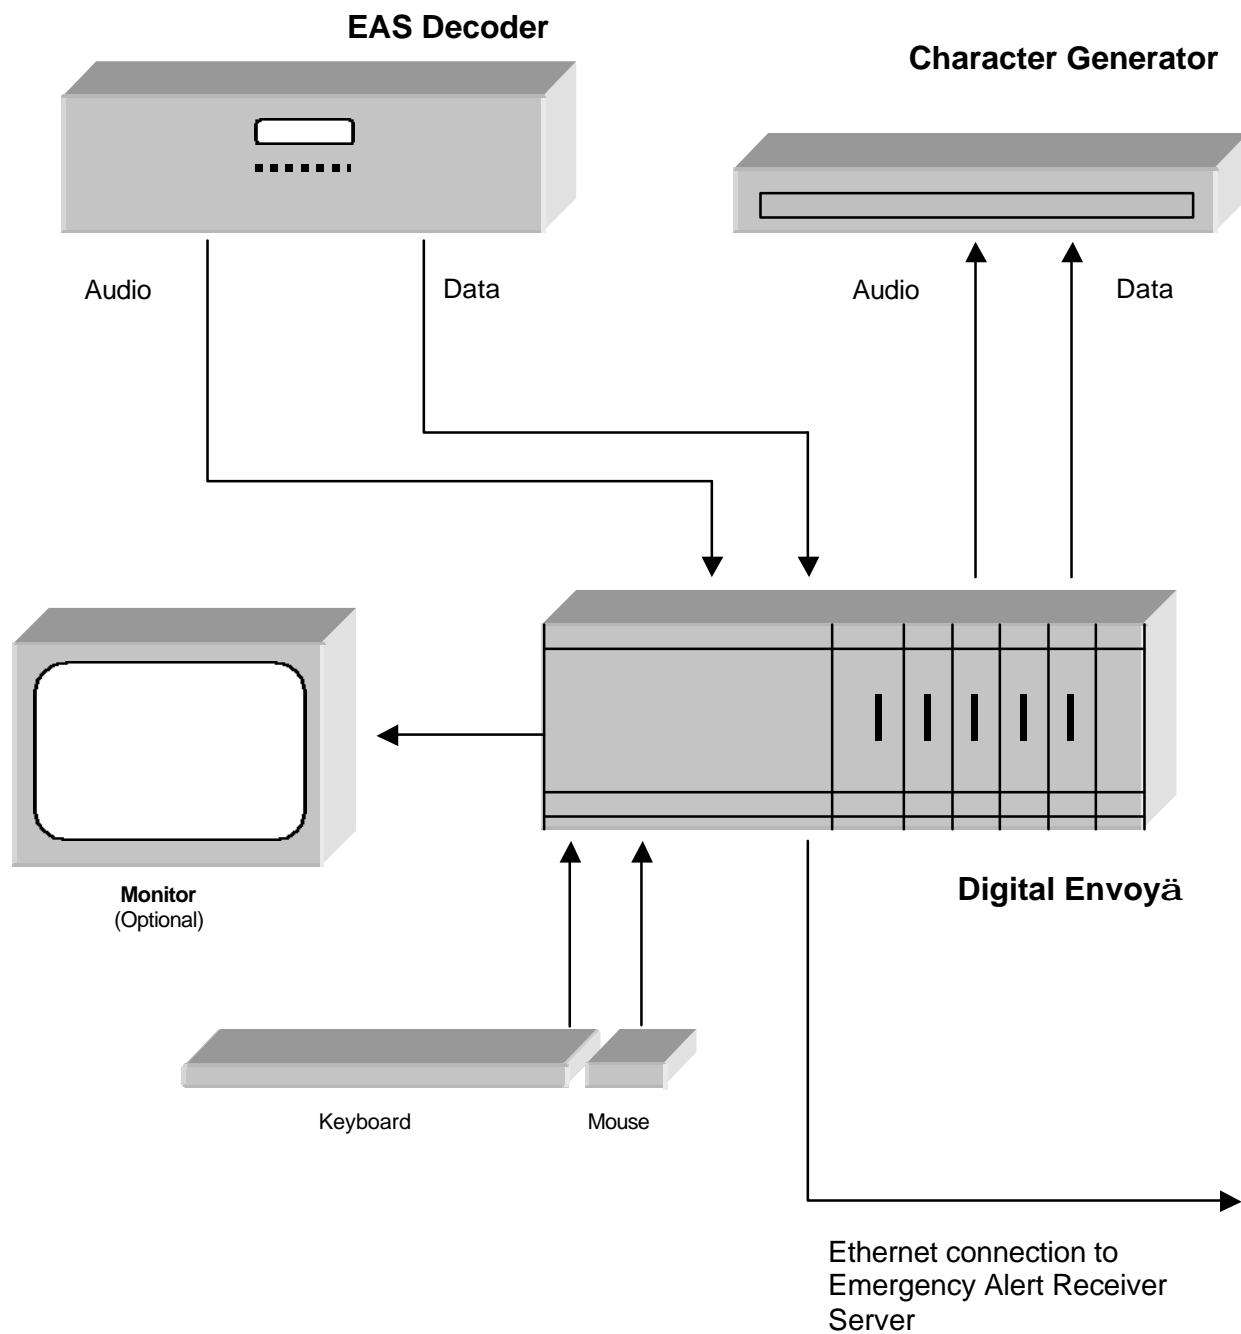 EAS Decoder
Character Generator
Audio
Data
Audio
Data
Monitor
(Optional)
Digital Envoyä
Keyboard
Mouse
Ethernet connection to
Emergency Alert Receiver
Server